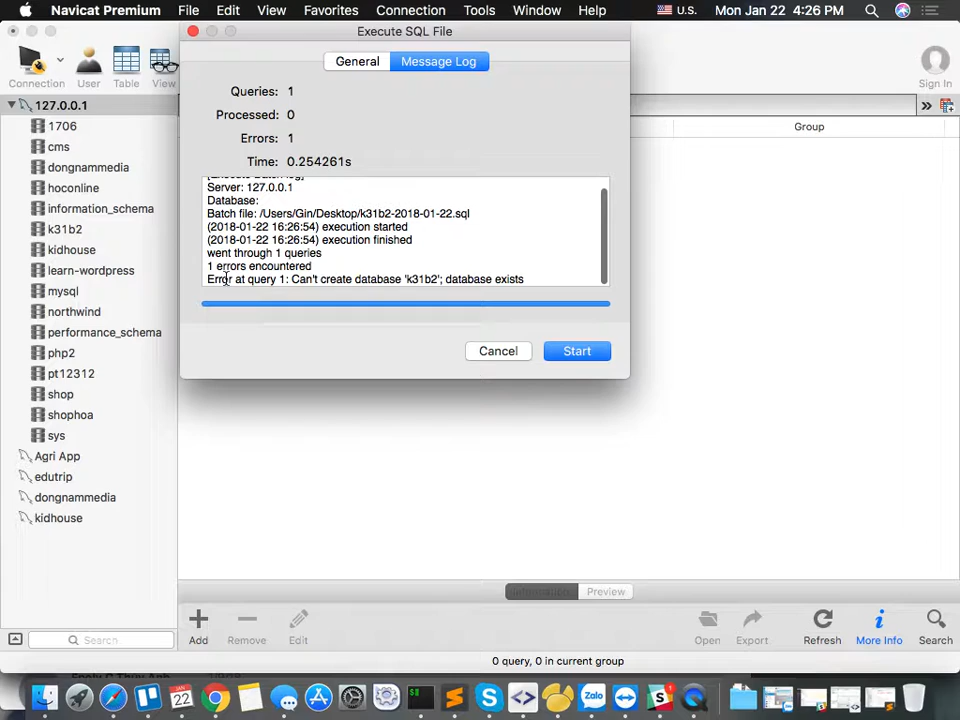 Navicat Premium File Edit View Favorites Connection Tools Window Help U.S. Mon Jan 22 4:26 PM
Execute SQL File
Connection User Table View Sign In
General Message Log
Queries: 1
Processed: 0
Errors: 1
Time: 0.254261s
Server: 127.0.0.1
Database:
Batch file: /Users/Gin/Desktop/k31b2-2018-01-22.sql
(2018-01-22 16:26:54) execution started
(2018-01-22 16:26:54) execution finished
went through 1 queries
1 errors encountered
Error at query 1: Can't create database 'k31b2'; database exists
Cancel Start
Group
127.0.0.1
1706
cms
dongnammedia
hoconline
information_schema
k31b2
kidhouse
learn-wordpress
mysql
northwind
performance_schema
php2
pt12312
shop
shophoa
sys
Agri App
edutrip
dongnammedia
kidhouse
Preview
Search
Add Remove Edit Open Export Refresh More Info Search
0 query, 0 in current group
JAN
22
Zalo